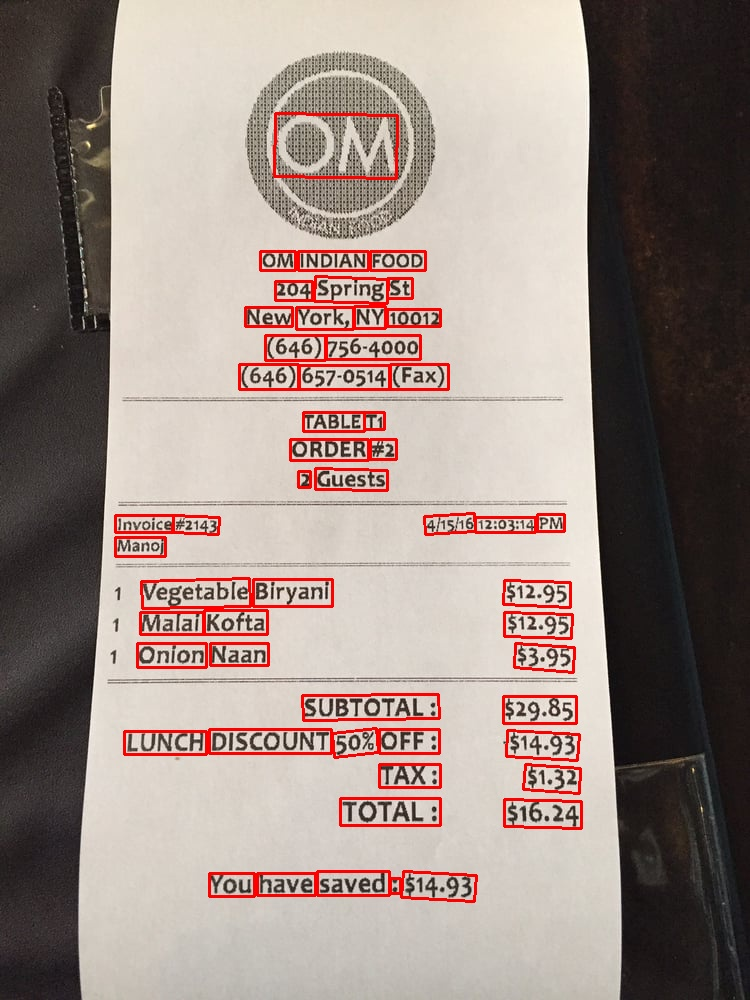 OM
INDIAN FOOD
OM INDIAN FOOD
204 Spring St
New York, NY 10012
(646) 756-4000
(646) 657-0514 (Fax)
TABLE T1
ORDER #2
2 Guests
Invoice #2143 4/15/16 12:03:14 PM
Manoj
1 Vegetable Biryani $12.95
1 Malai Kofta $12.95
1 Onion Naan $3.95
SUBTOTAL : $29.85
LUNCH DISCOUNT 50% OFF : -$14.93
TAX : $1.32
TOTAL : $16.24
You have saved : $14.93